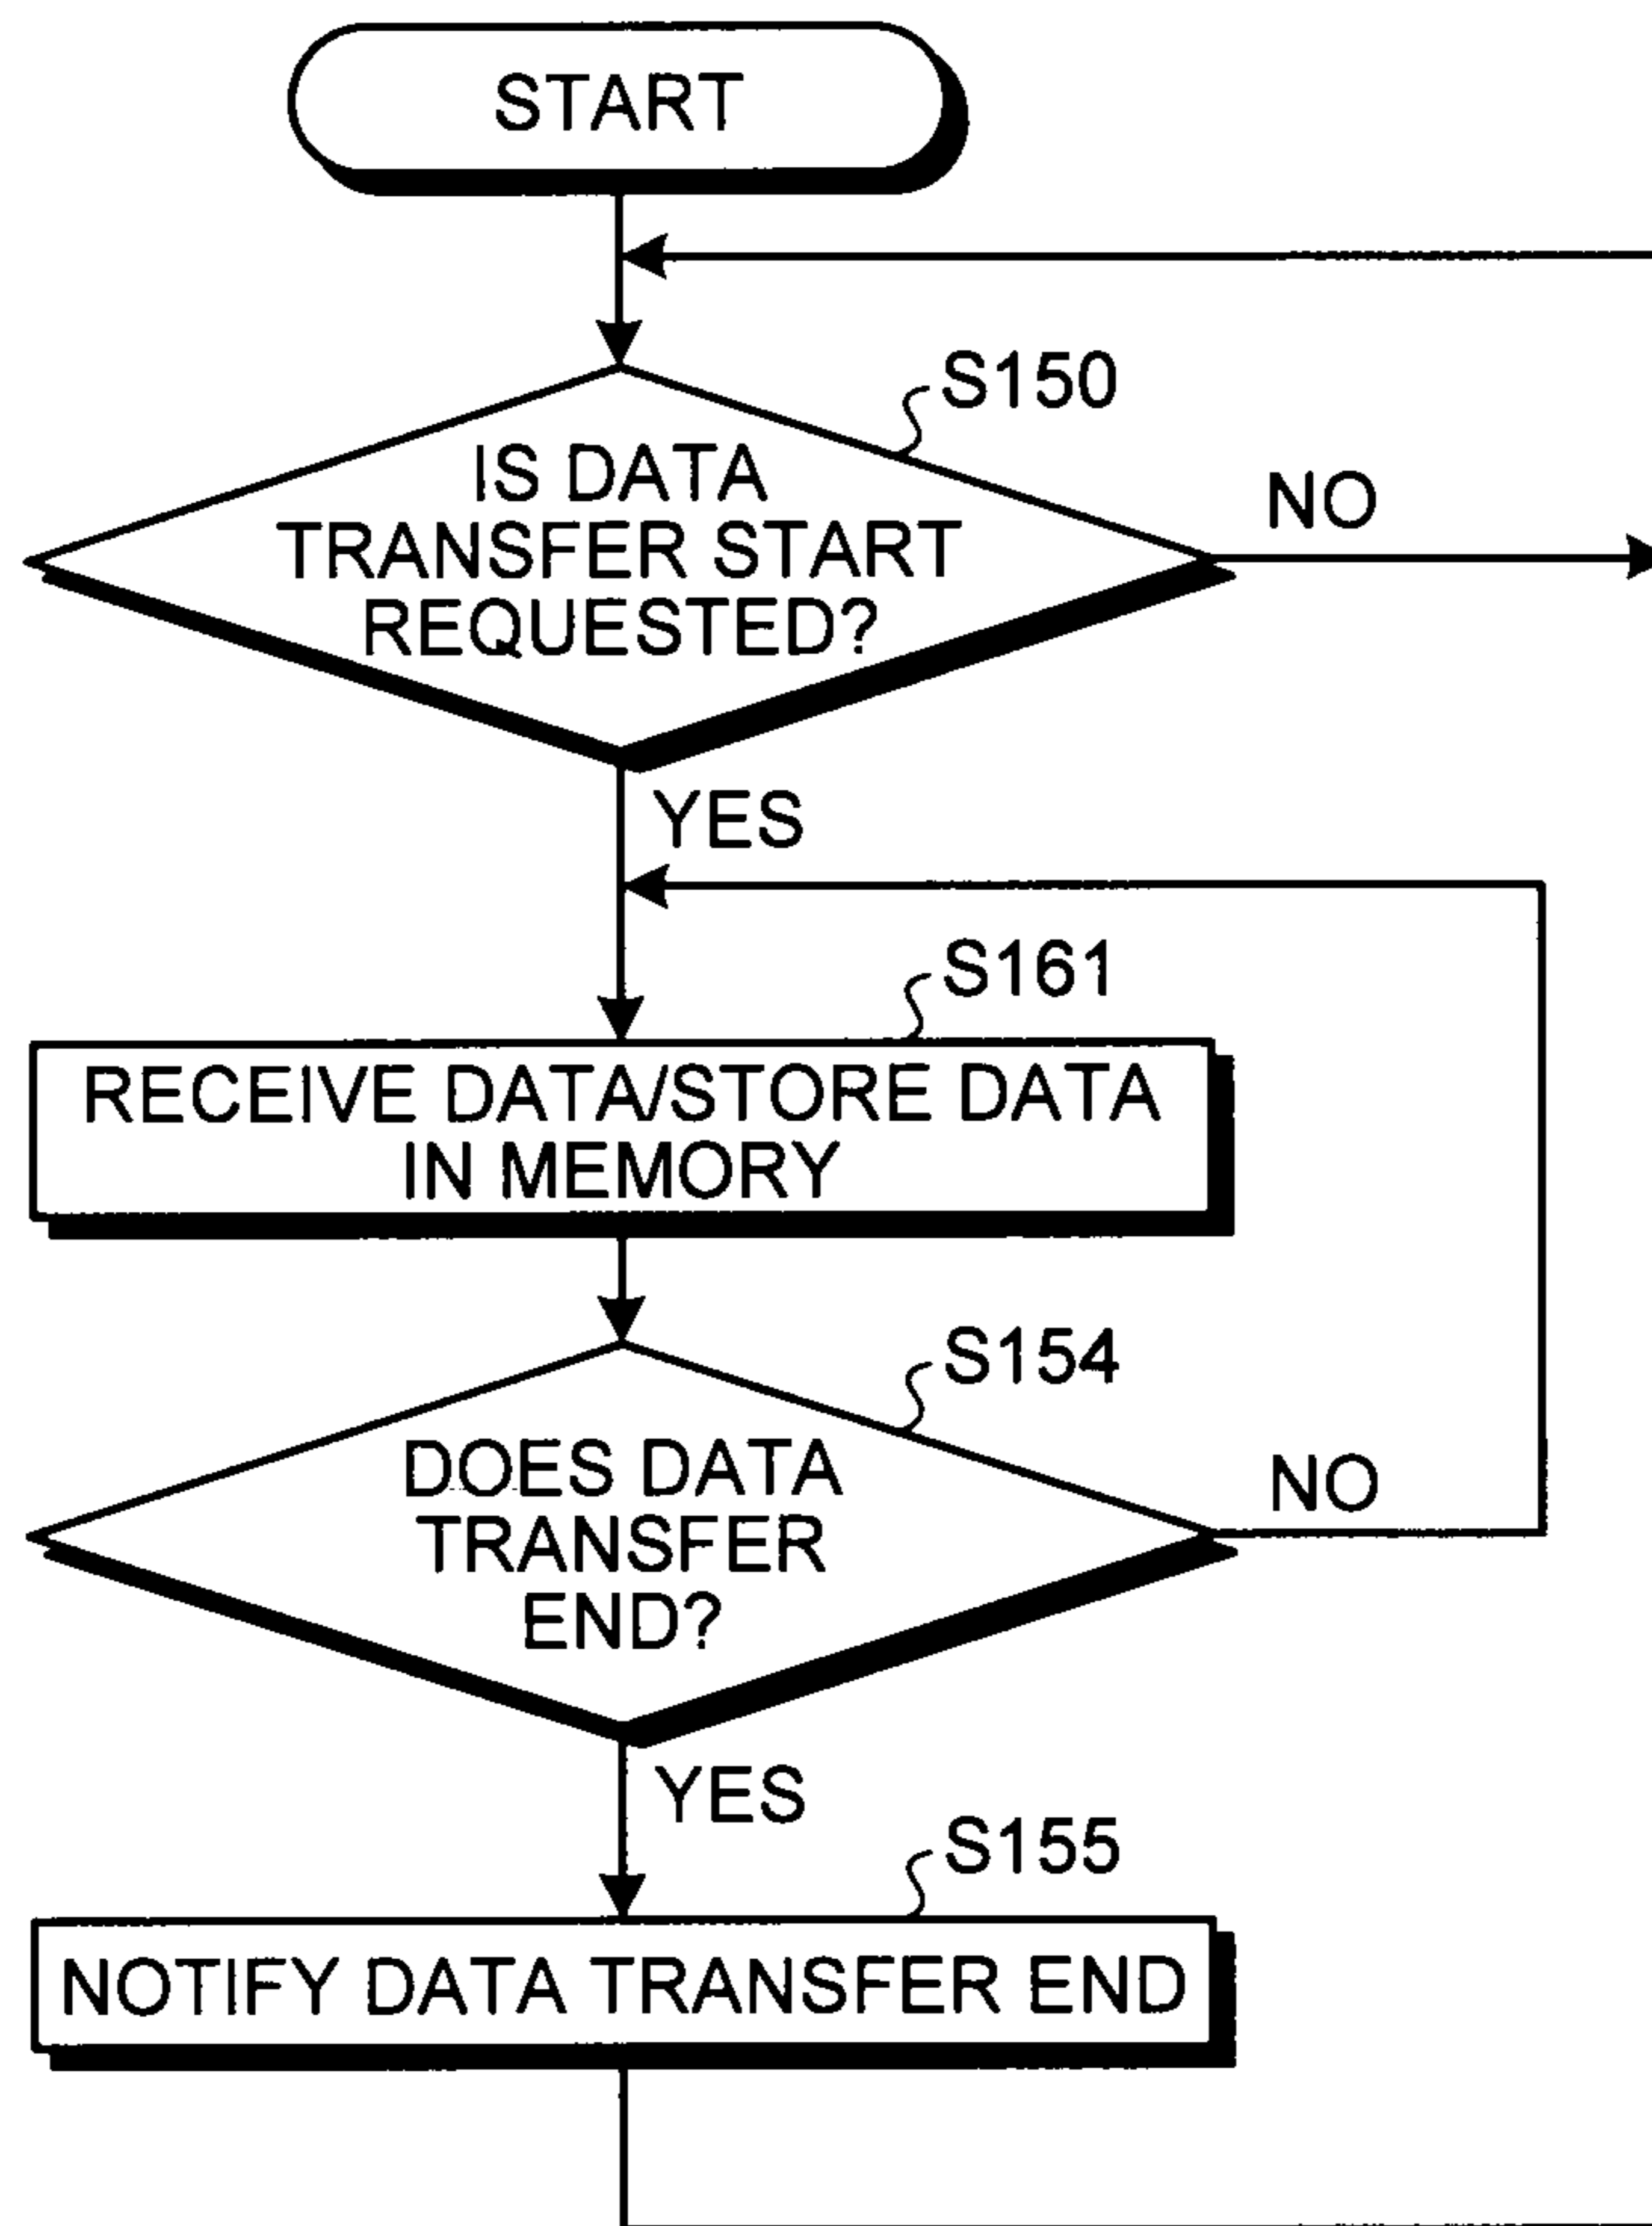 START
S150
IS DATA
TRANSFER START
REQUESTED?
NO
YES
S161
RECEIVE DATA/STORE DATA
IN MEMORY
S154
DOES DATA
TRANSFER
END?
NO
YES
S155
NOTIFY DATA TRANSFER END